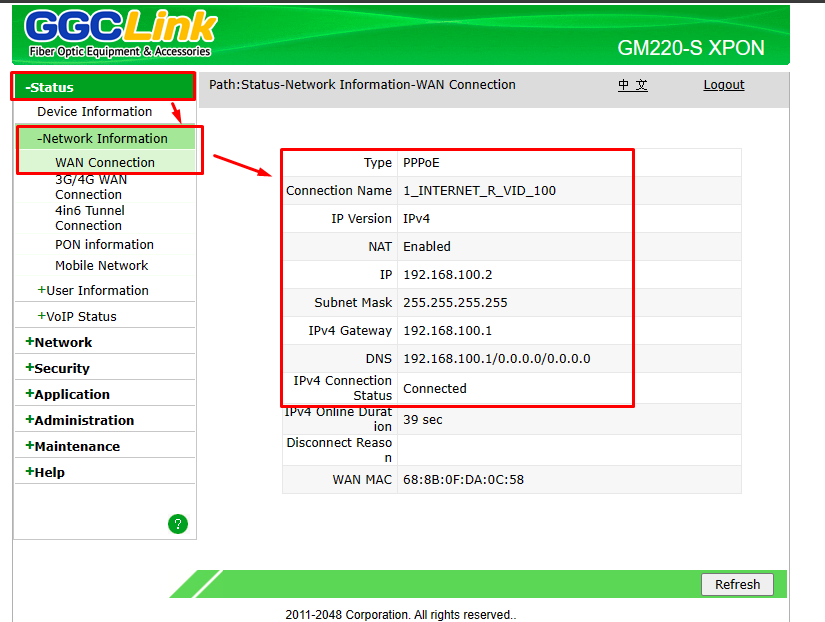 GGCLink
Fiber Optic Equipment & Accessories
GM220-S XPON
-Status
Path:Status-Network Information-WAN Connection
中 文
Logout
Device Information
-Network Information
WAN Connection
3G/4G WAN
Connection
4in6 Tunnel
Connection
PON information
Mobile Network
+User Information
+VoIP Status
+Network
+Security
+Application
+Administration
+Maintenance
+Help
?
Type PPPoE
Connection Name 1_INTERNET_R_VID_100
IP Version IPv4
NAT Enabled
IP 192.168.100.2
Subnet Mask 255.255.255.255
IPv4 Gateway 192.168.100.1
DNS 192.168.100.1/0.0.0.0/0.0.0.0
IPv4 Connection
Status Connected
IPv4 Online Durat
ion 39 sec
Disconnect Reaso
n
WAN MAC 68:8B:0F:DA:0C:58
Refresh
2011-2048 Corporation. All rights reserved..